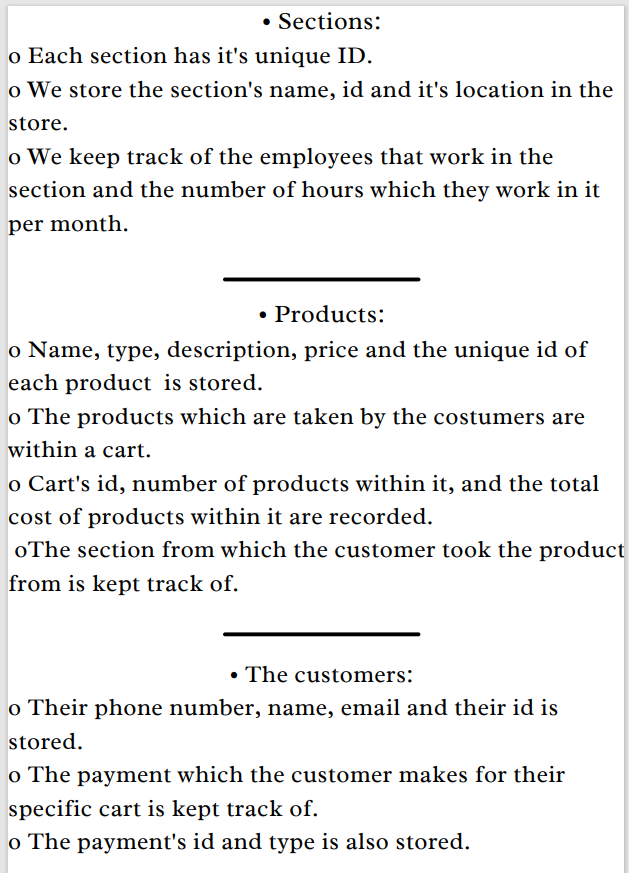 • Sections:
o Each section has it's unique ID.
o We store the section's name, id and it's location in the
store.
o We keep track of the employees that work in the
section and the number of hours which they work in it
per month.
• Products:
o Name, type, description, price and the unique id of
each product  is stored.
o The products which are taken by the costumers are
within a cart.
o Cart's id, number of products within it, and the total
cost of products within it are recorded.
oThe section from which the customer took the product
from is kept track of.
• The customers:
o Their phone number, name, email and their id is
stored.
o The payment which the customer makes for their
specific cart is kept track of.
o The payment's id and type is also stored.